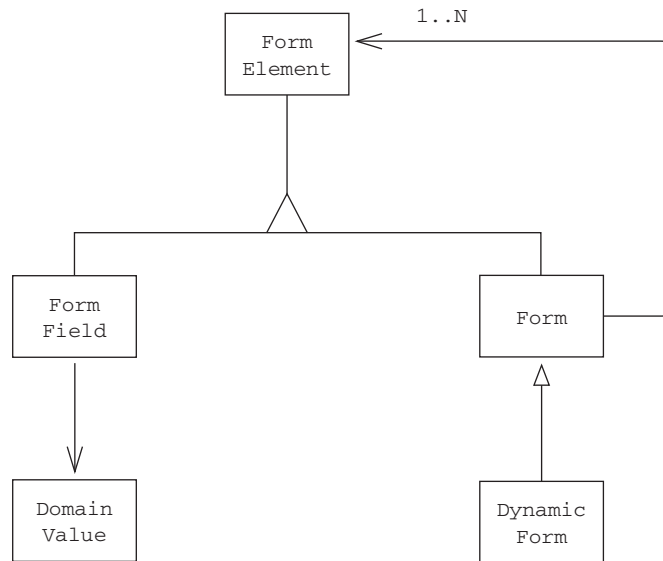 1..N
Form
Element
Form
Field
Form
Domain
Value
Dynamic
Form